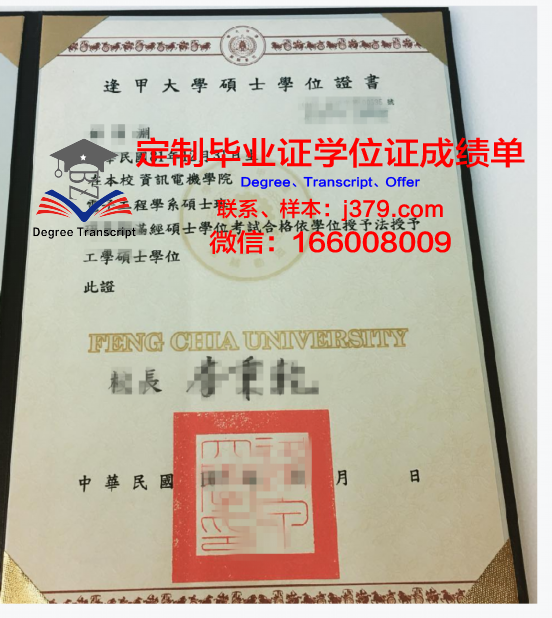 逢甲大學碩士學位證書
號
定制毕业证学位证成绩单
在本校資訊電機學院
Degree、Transcript、Offer
工程學系碩士班
联系、样本：j379.com
經碩士學位考試合格依學位授予法授予
Degree Transcript
微信：166008009
工學碩士學位
此證
FENG CHIA UNIVERSITY
校長
中華民國 月 日